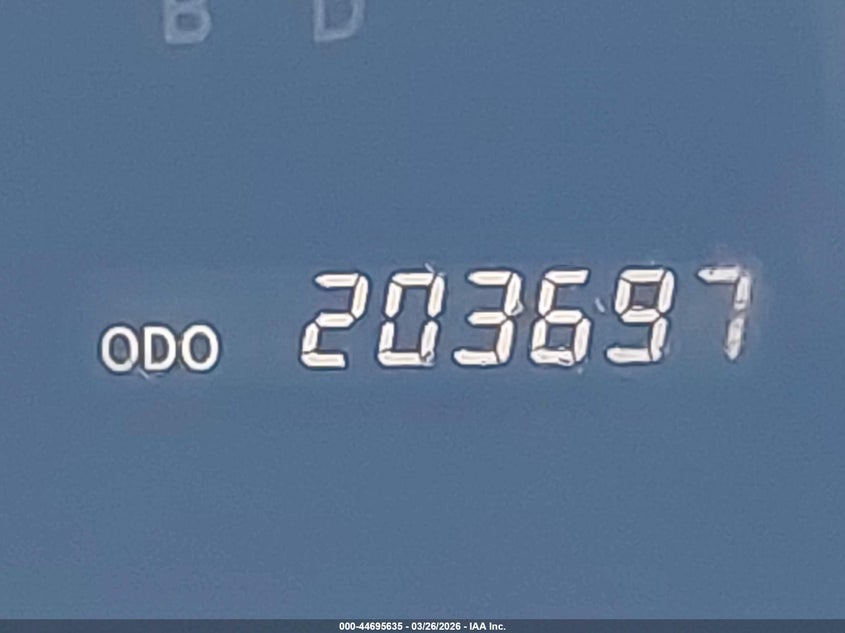 B D
ODO 203697
000-44695635 - 03/26/2026 - IAA Inc.